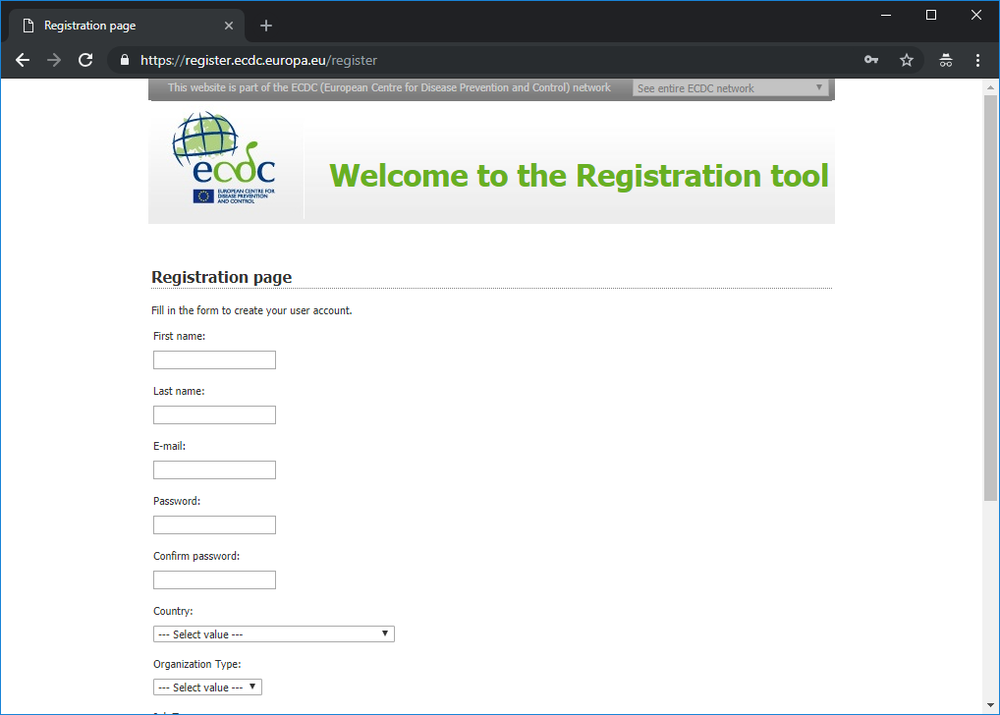 Registration page
https://register.ecdc.europa.eu/register
This website is part of the ECDC (European Centre for Disease Prevention and Control) network
See entire ECDC network
ecdc
EUROPEAN CENTRE FOR
DISEASE PREVENTION
AND CONTROL
Welcome to the Registration tool
Registration page
Fill in the form to create your user account.
First name:
Last name:
E-mail:
Password:
Confirm password:
Country:
--- Select value ---
Organization Type:
--- Select value ---